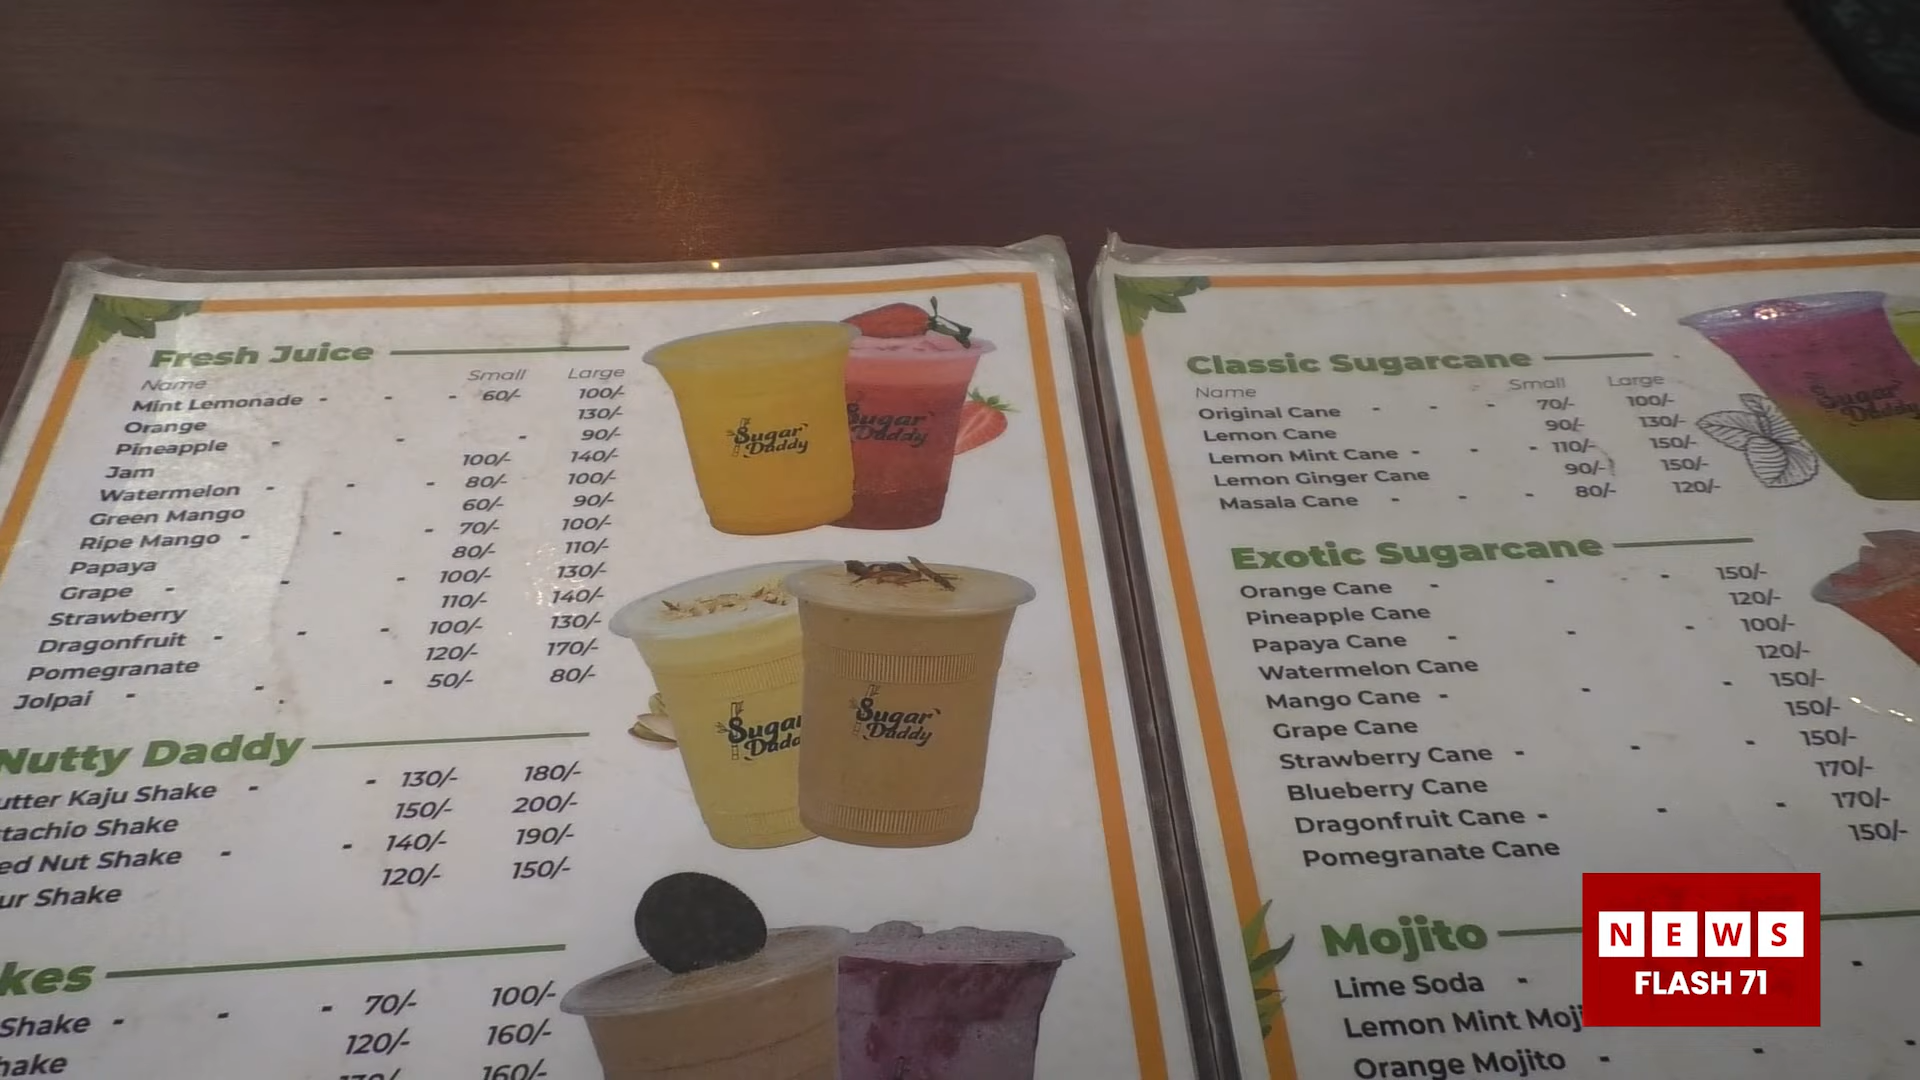 Fresh Juice
Name Small Large
Mint Lemonade - - - 60/- 100/-
Orange 130/-
Pineapple - - - 90/-
Jam 100/- 140/-
Watermelon - - - 80/- 100/-
Green Mango 60/- 90/-
Ripe Mango - - - 70/- 100/-
Papaya 80/- 110/-
Grape - - - 100/- 130/-
Strawberry 110/- 140/-
Dragonfruit - - - 100/- 130/-
Pomegranate 120/- 170/-
Jolpai - - - 50/- 80/-
Nutty Daddy
utter Kaju Shake - - 130/- 180/-
tachio Shake 150/- 200/-
ed Nut Shake - - 140/- 190/-
ur Shake 120/- 150/-
kes
Shake - - - 70/- 100/-
hake 120/- 160/-
160/-
Sugar Daddy
Sugar Daddy
Sugar Daddy
Sugar Daddy
Classic Sugarcane
Name Small Large
Original Cane - - - 70/- 100/-
Lemon Cane 90/- 130/-
Lemon Mint Cane - - - 110/- 150/-
Lemon Ginger Cane 90/- 150/-
Masala Cane - - - 80/- 120/-
Sugar Daddy
Exotic Sugarcane
Orange Cane - - - 150/-
Pineapple Cane 120/-
Papaya Cane - - - 100/-
Watermelon Cane 120/-
Mango Cane - - - 150/-
Grape Cane 150/-
Strawberry Cane - - - 150/-
Blueberry Cane 170/-
Dragonfruit Cane - - - 170/-
Pomegranate Cane 150/-
Mojito
Lime Soda - -
Lemon Mint Moji
Orange Mojito - - -
NEWS
FLASH 71